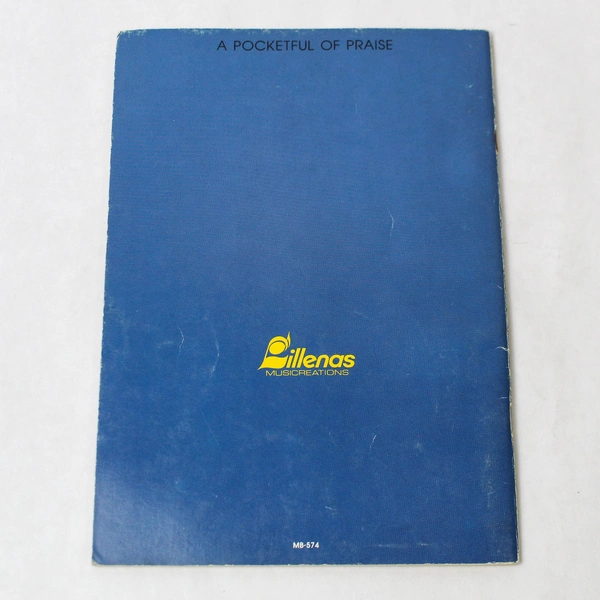 A POCKETFUL OF PRAISE
Lillenas
MUSICREATIONS
MB-574